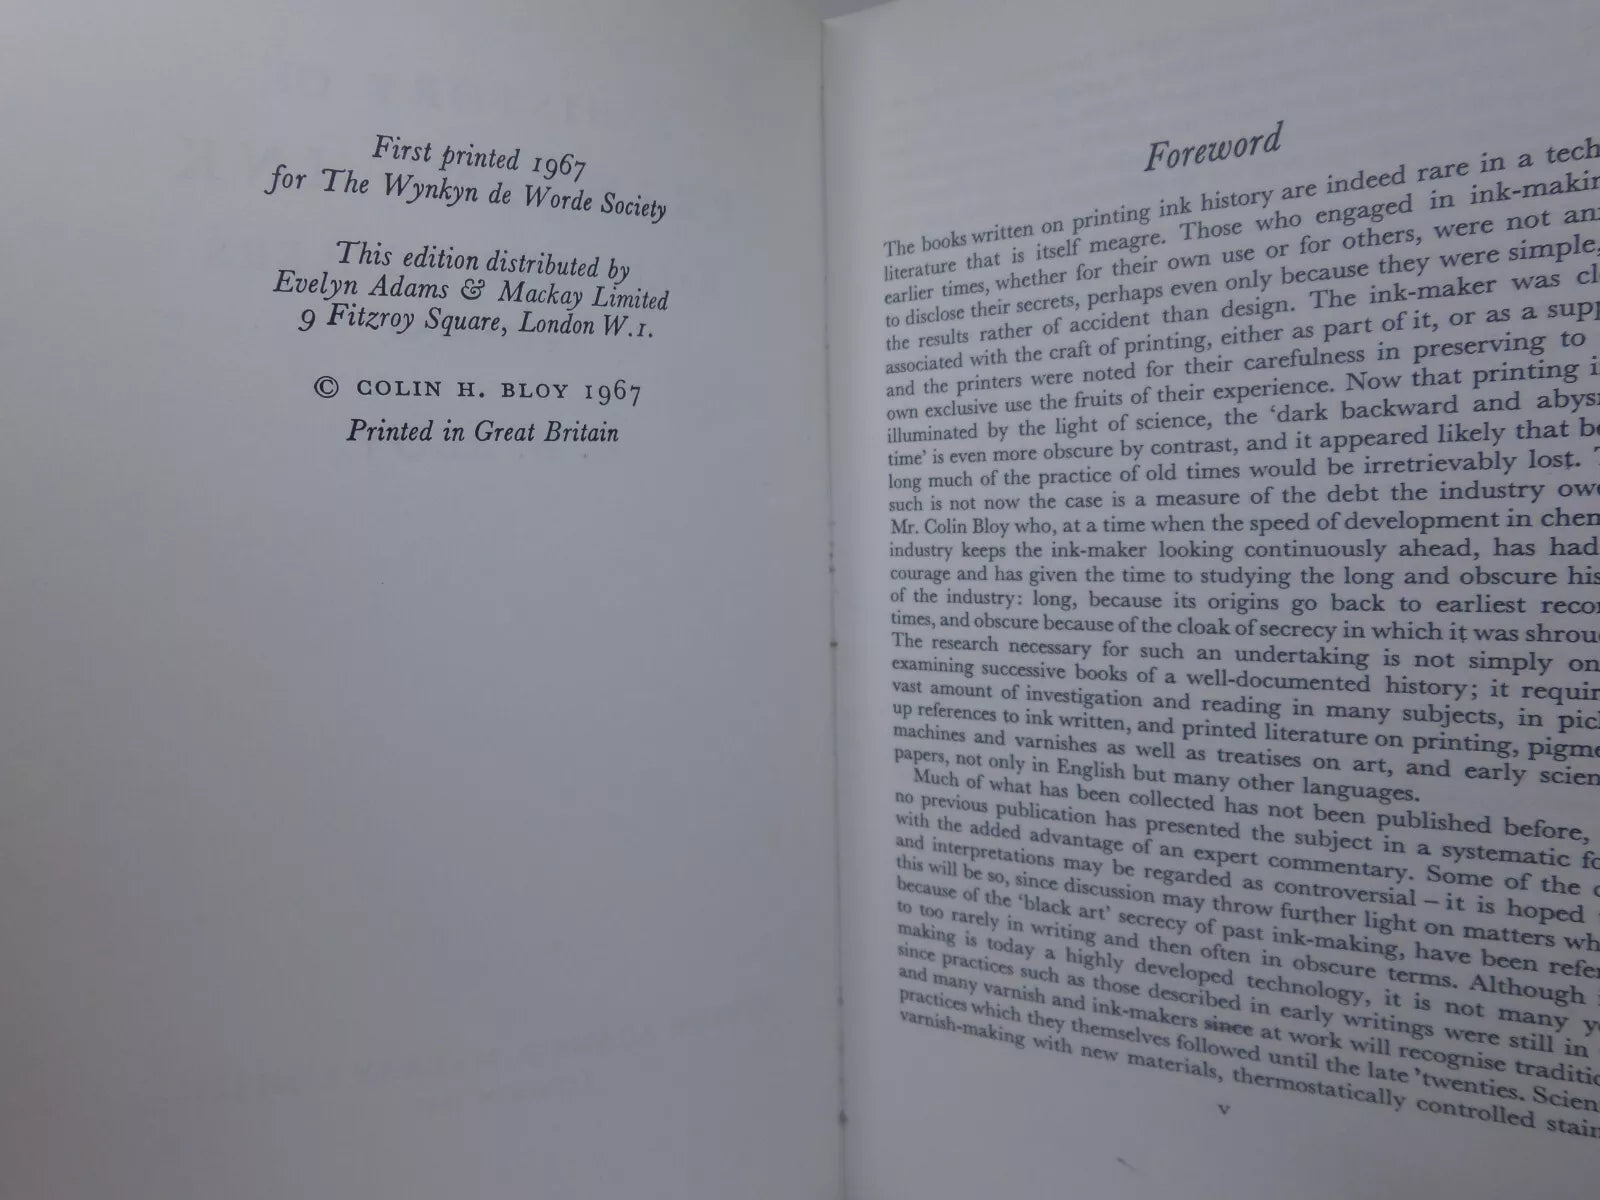 First printed 1967
for The Wynkyn de Worde Society
This edition distributed by
Evelyn Adams & Mackay Limited
9 Fitzroy Square, London W.1.
© COLIN H. BLOY 1967
Printed in Great Britain
Foreword
The books written on printing ink history are indeed rare in a tech
literature that is itself meagre. Those who engaged in ink-makin
earlier times, whether for their own use or for others, were not an
to disclose their secrets, perhaps even only because they were simple,
the results rather of accident than design. The ink-maker was cl
associated with the craft of printing, either as part of it, or as a supp
and the printers were noted for their carefulness in preserving to
own exclusive use the fruits of their experience. Now that printing i
illuminated by the light of science, the 'dark backward and abys
time' is even more obscure by contrast, and it appeared likely that be
long much of the practice of old times would be irretrievably lost. T
such is not now the case is a measure of the debt the industry owe
Mr. Colin Bloy who, at a time when the speed of development in chem
industry keeps the ink-maker looking continuously ahead, has had
courage and has given the time to studying the long and obscure his
of the industry: long, because its origins go back to earliest recor
times, and obscure because of the cloak of secrecy in which it was shrou
The research necessary for such an undertaking is not simply on
examining successive books of a well-documented history; it requir
vast amount of investigation and reading in many subjects, in pick
up references to ink written, and printed literature on printing, pigme
machines and varnishes as well as treatises on art, and early scien
papers, not only in English but many other languages.
Much of what has been collected has not been published before,
no previous publication has presented the subject in a systematic fo
with the added advantage of an expert commentary. Some of the
and interpretations may be regarded as controversial – it is hoped
this will be so, since discussion may throw further light on matters wh
because of the 'black art' secrecy of past ink-making, have been refer
to too rarely in writing and then often in obscure terms. Although
making is today a highly developed technology, it is not many y
since practices such as those described in early writings were still in
and many varnish and ink-makers since at work will recognise traditio
practices which they themselves followed until the late 'twenties. Scien
varnish-making with new materials, thermostatically controlled stain
v